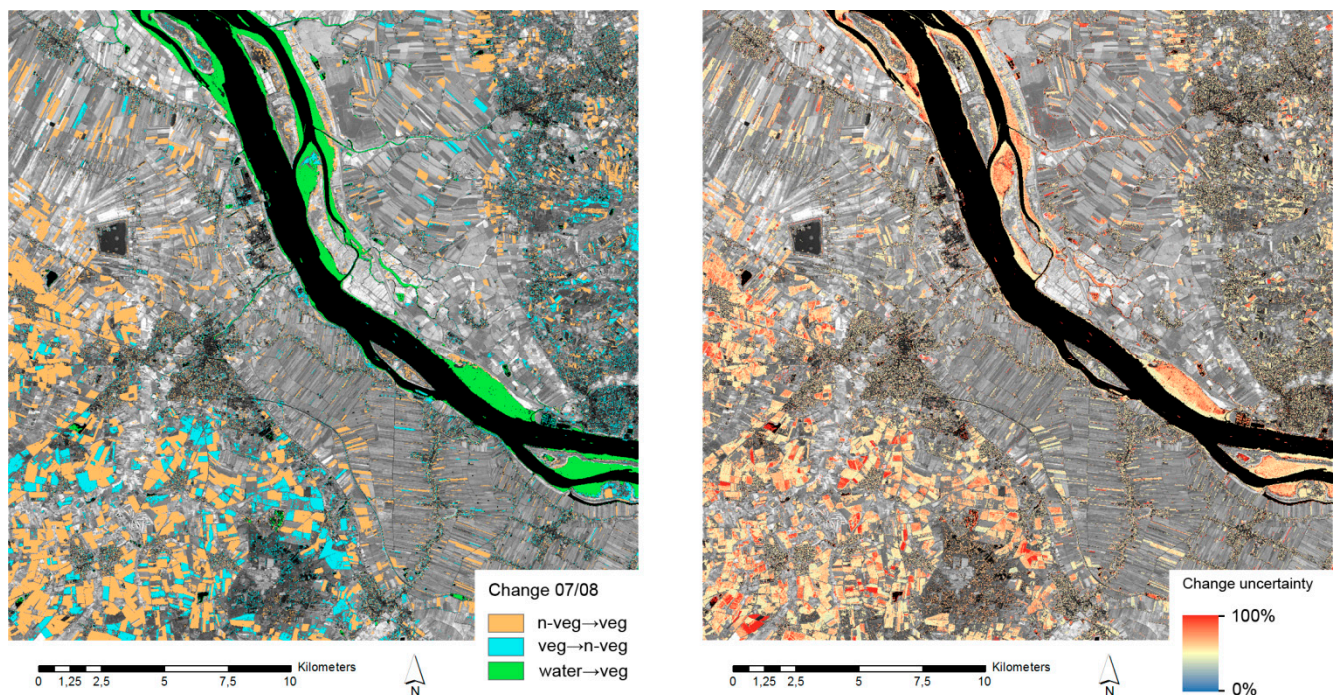 Change 07/08
n-veg→veg
veg→n-veg
water→veg
Kilometers
0 1,25 2,5 5 7,5 10
N
Change uncertainty
100%
0%
Kilometers
0 1,25 2,5 5 7,5 10
N